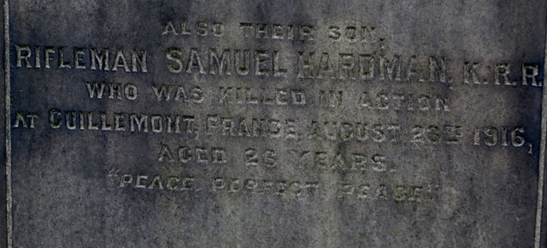 ALSO THEIR SON,
RIFLEMAN SAMUEL HARDMAN, K.R.R.
WHO WAS KILLED IN ACTION
AT GUILLEMONT, FRANCE, AUGUST 23RD 1916,
AGED 26 YEARS.
"PEACE, PERFECT PEACE."